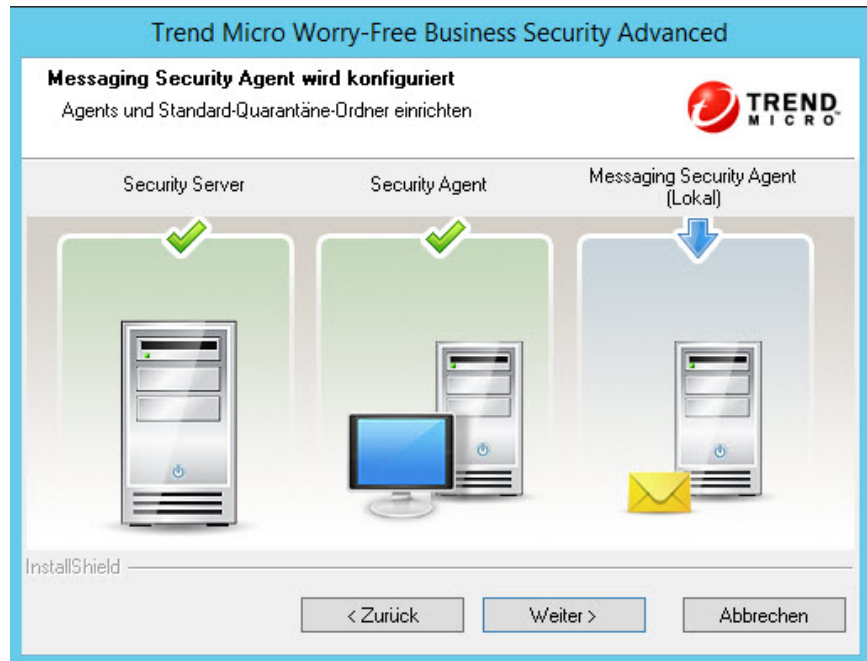 Trend Micro Worry-Free Business Security Advanced
Messaging Security Agent wird konfiguriert
Agents und Standard-Quarantäne-Ordner einrichten
TREND
MICRO™
Security Server
Security Agent
Messaging Security Agent
(Lokal)
InstallShield
< Zurück
Weiter >
Abbrechen